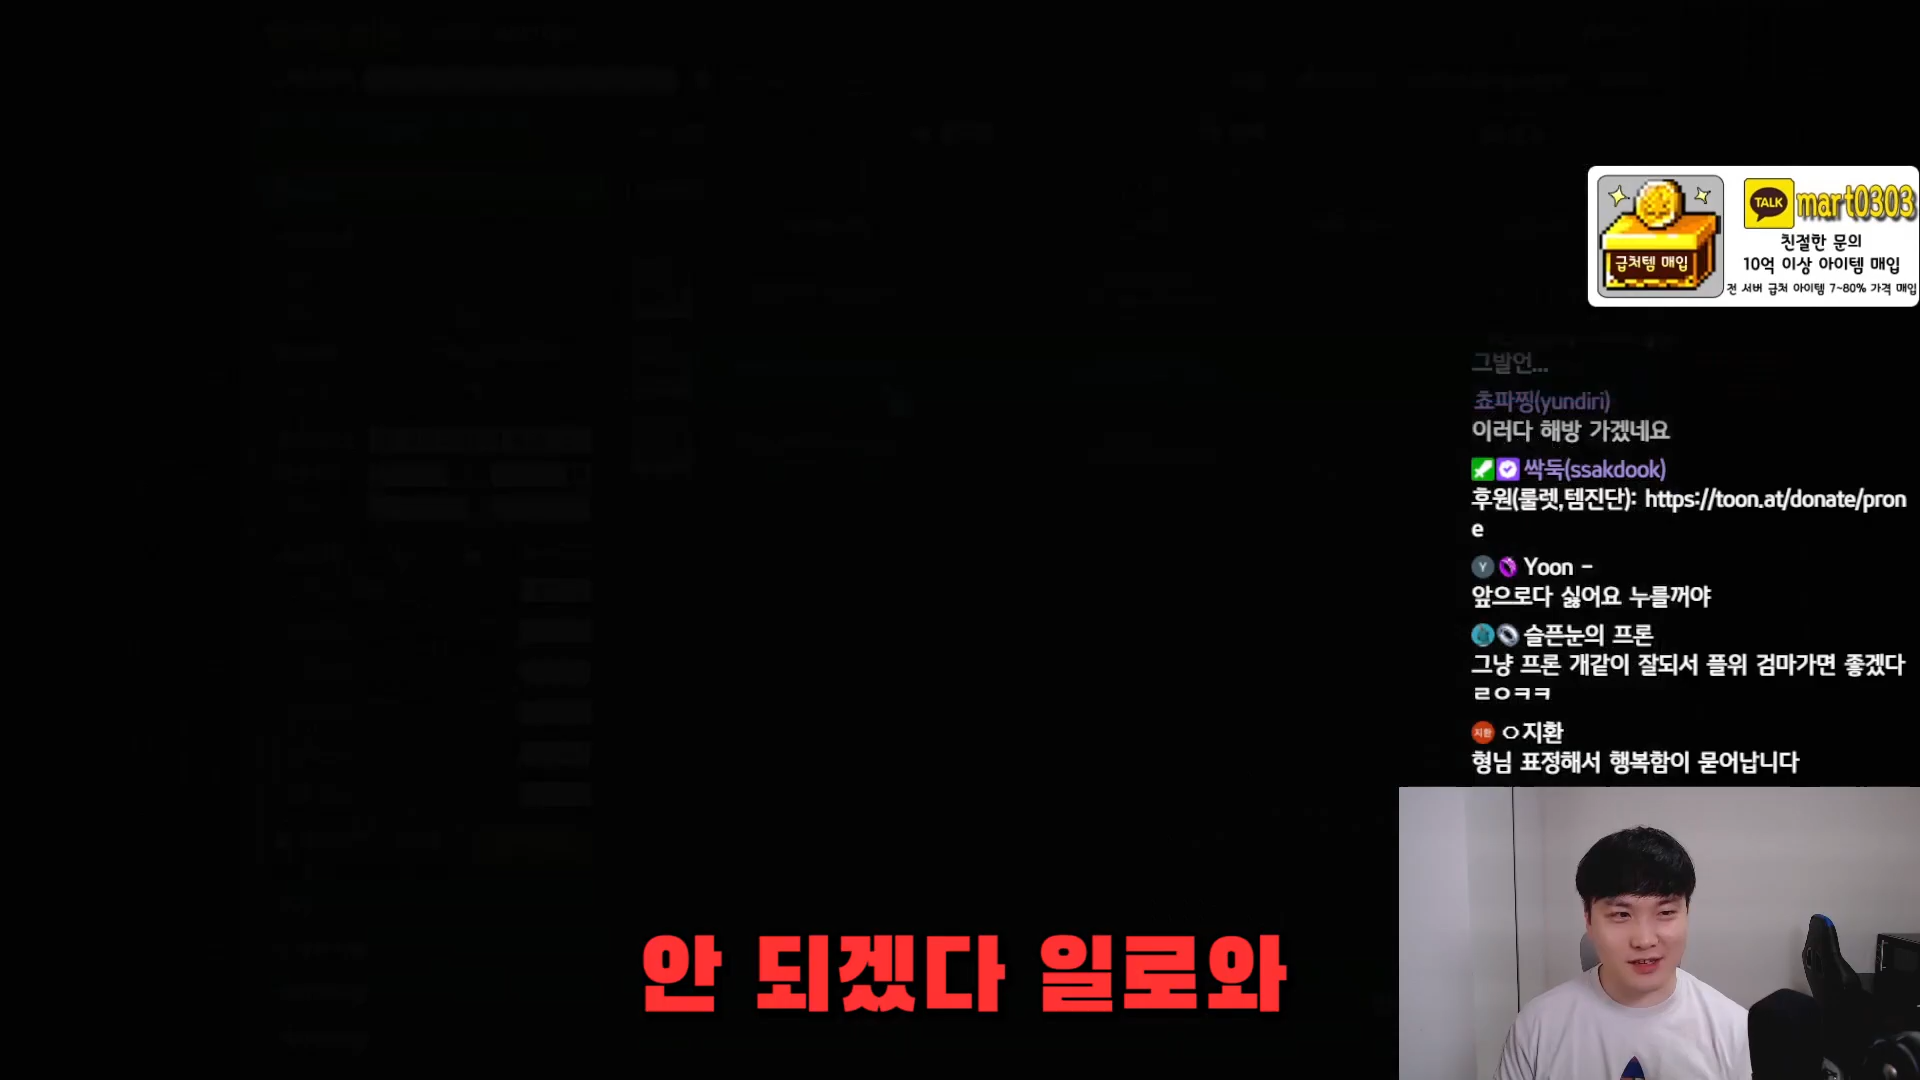 TALK mart0303
친절한 문의
급처템 매입
10억 이상 아이템 매입
전 서버 급처 아이템 7~80% 가격 매입
그발언...
쵸파찡(yundiri)
이러다 해방 가겠네요
싹둑(ssakdook)
후원(룰렛,템진단): https://toon.at/donate/pron
e
Y Yoon -
앞으로다 싫어요 누를꺼야
슬픈눈의 프론
그냥 프론 개같이 잘되서 플위 검마가면 좋겠다
ㄹㅇㅋㅋ
지환 ㅇ지환
형님 표정해서 행복함이 묻어납니다
안 되겠다 일로와